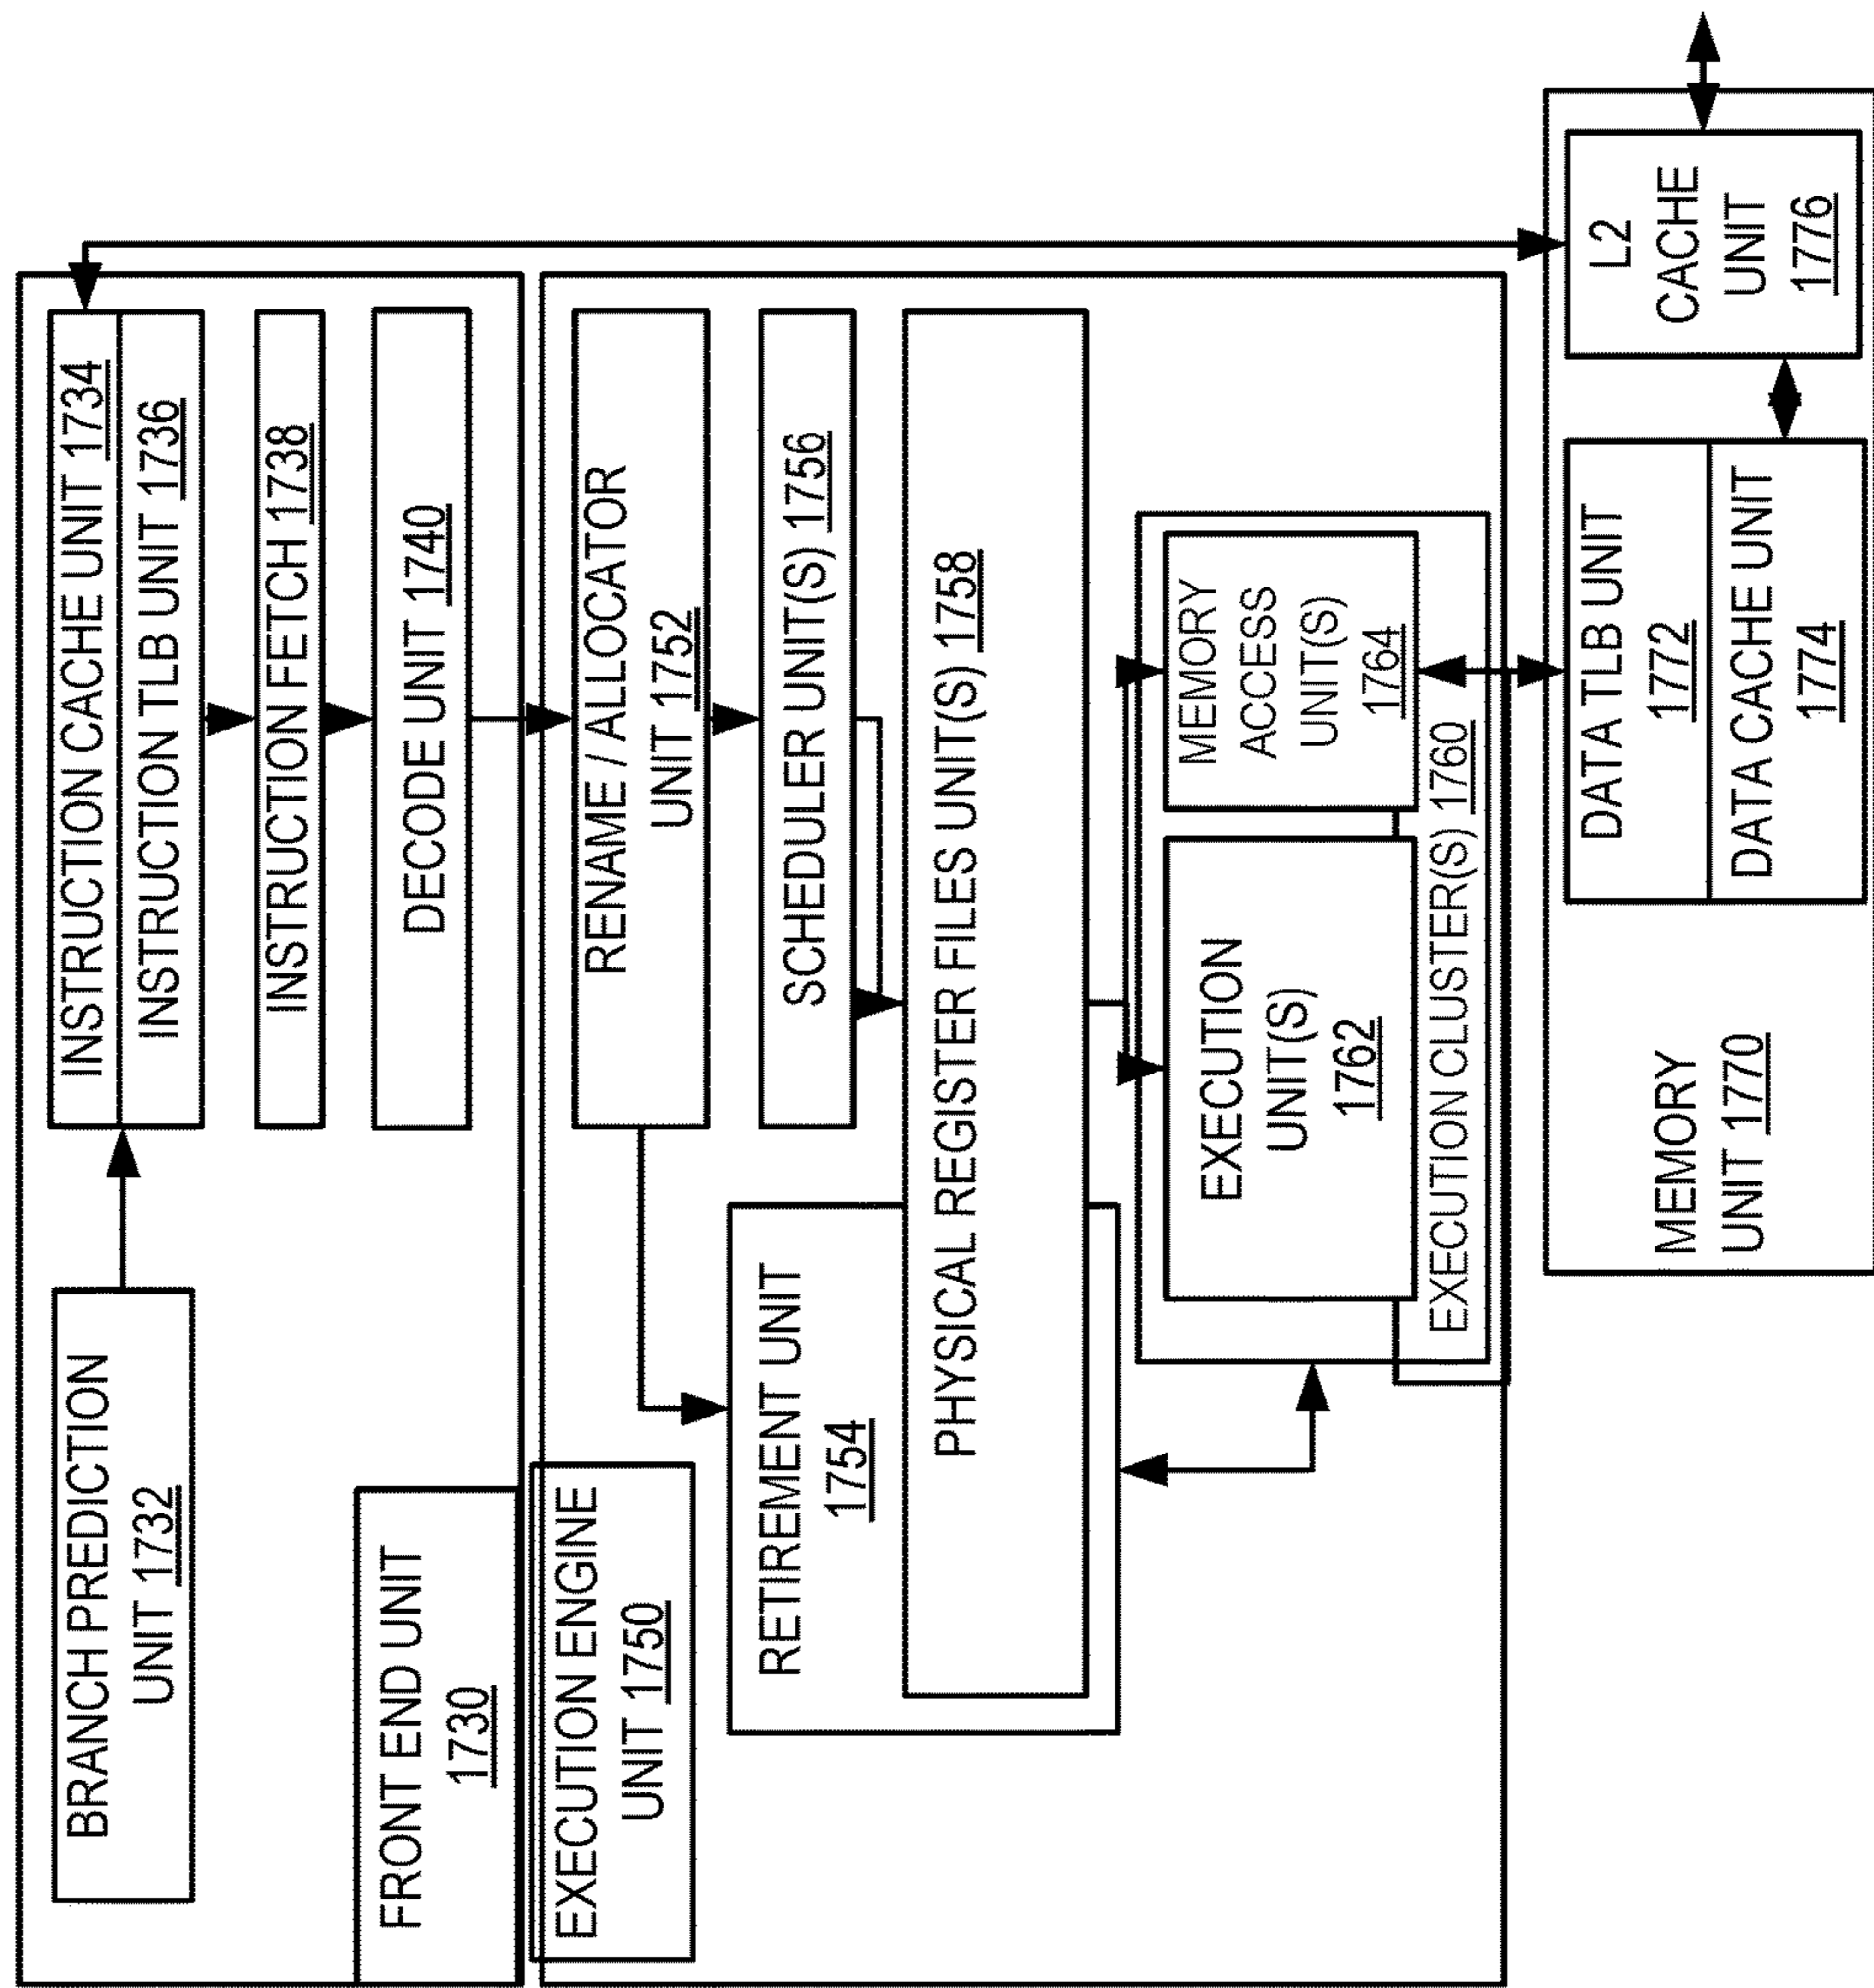 BRANCH PREDICTION
UNIT 1732
INSTRUCTION CACHE UNIT 1734
INSTRUCTION TLB UNIT 1736
INSTRUCTION FETCH 1738
DECODE UNIT 1740
FRONT END UNIT
1730
EXECUTION ENGINE
UNIT 1750
RENAME / ALLOCATOR
UNIT 1752
RETIREMENT UNIT
1754
SCHEDULER UNIT(S) 1756
PHYSICAL REGISTER FILES UNIT(S) 1758
EXECUTION
UNIT(S)
1762
MEMORY
ACCESS
UNIT(S)
1764
EXECUTION CLUSTER(S) 1760
MEMORY
UNIT 1770
DATA TLB UNIT
1772
DATA CACHE UNIT
1774
L2
CACHE
UNIT
1776